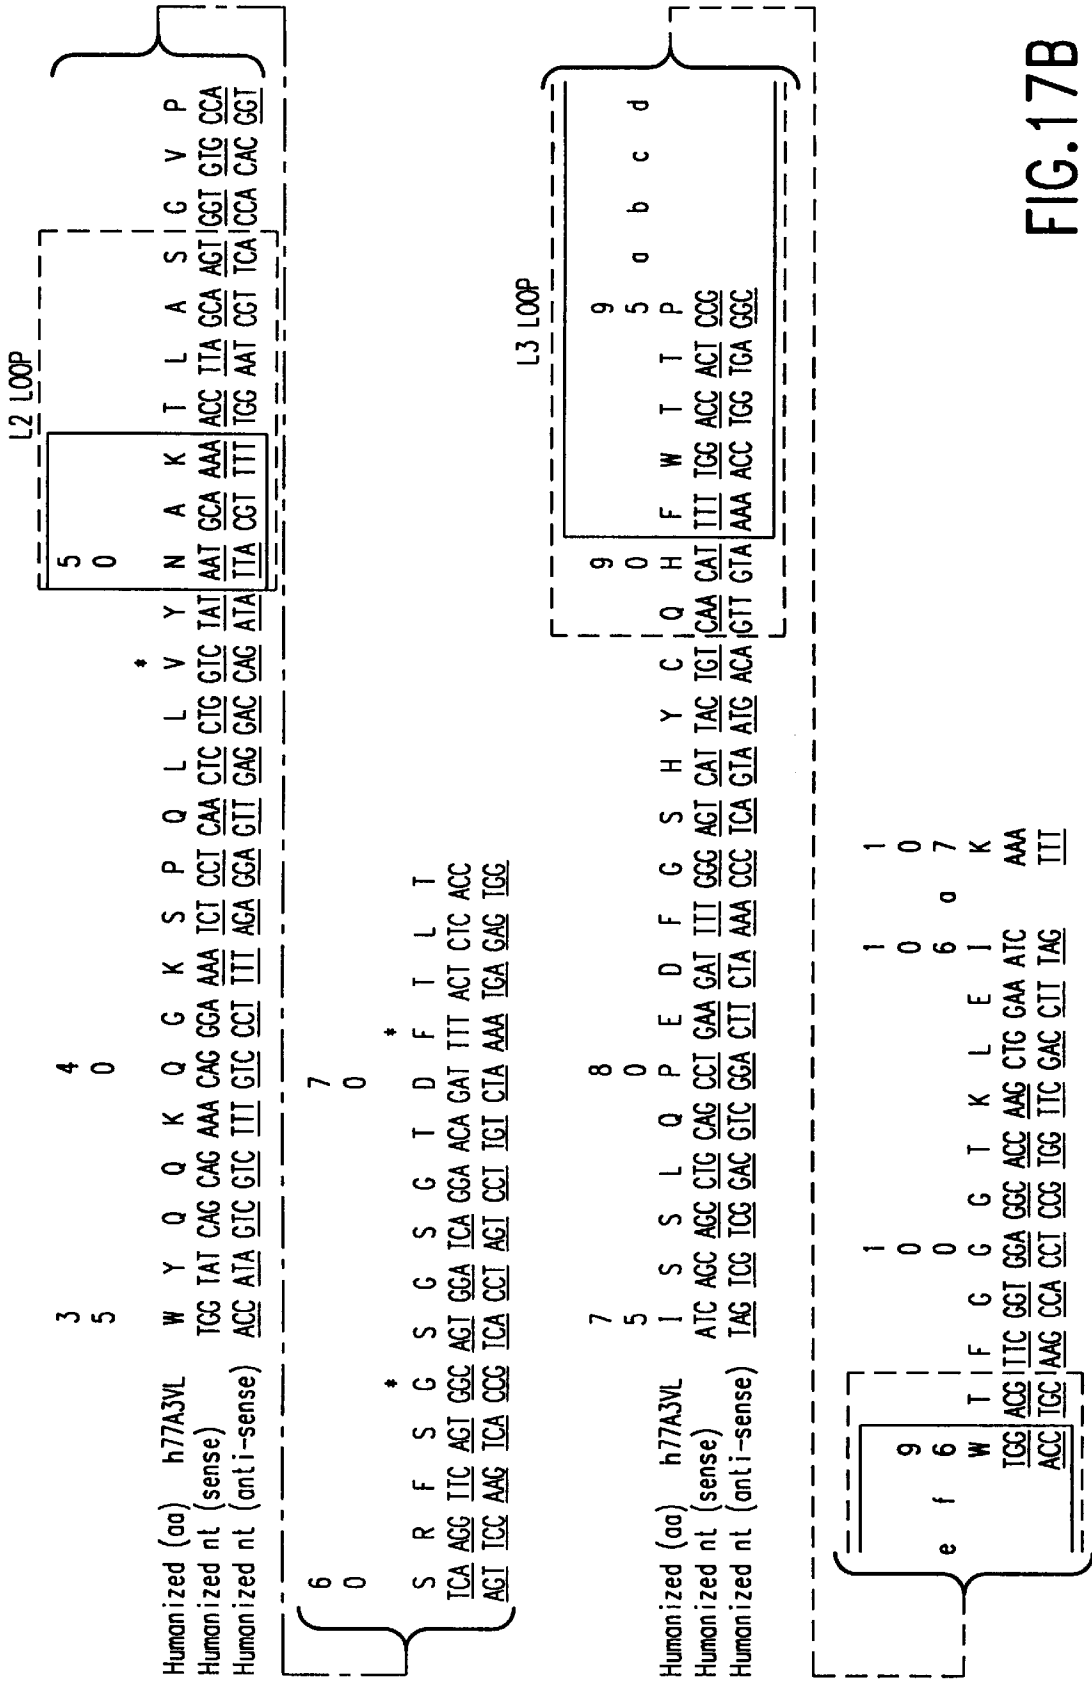 L2 LOOP
3 4 5
5 0 0
*
Humanized (aa) h77A3VL W Y Q Q K Q G K S P Q L L V Y N A K T L A S G V P
Humanized nt (sense) TGG TAT CAG CAG AAA CAG GGA AAA TCT CCT CAA CTC CTG GTC TAT AAT GCA AAA ACC TTA GCA AGT GGT GTG CCA
Humanized nt (anti-sense) ACC ATA GTC GTC TTT GTC CCT TTT AGA GGA GTT GAG GAC CAG ATA TTA CGT TTT TGG AAT CGT TCA CCA CAC GGT
6 7
0 0
* *
S R F S G S G S G T D F T L T
TCA AGG TTC AGT GGC AGT GGA TCA GGA ACA GAT TTT ACT CTC ACC
AGT TCC AAG TCA CCG TCA CCT AGT CCT TGT CTA AAA TGA GAG TGG
L3 LOOP
7 8 9 9
5 0 0 5 a b c d
Humanized (aa) h77A3VL I S S L Q P E D F G S H Y C Q H F W T T P
Humanized nt (sense) ATC AGC AGC CTG CAG CCT GAA GAT TTT GGG AGT CAT TAC TGT CAA CAT TTT TGG ACC ACT CCG
Humanized nt (anti-sense) TAG TCG TCG GAC GTC GGA CTT CTA AAA CCC TCA GTA ATG ACA GTT GTA AAA ACC TGG TGA GGC
1 1 1
9 0 0 0
e f 6 0 6 a 7
W T F G G G T K L E I K
TGG ACG TTC GGT GGA GGC ACC AAG CTG GAA ATC AAA
ACC TGC AAG CCA CCT CCG TGG TTC GAC CTT TAG TTT
FIG.17B